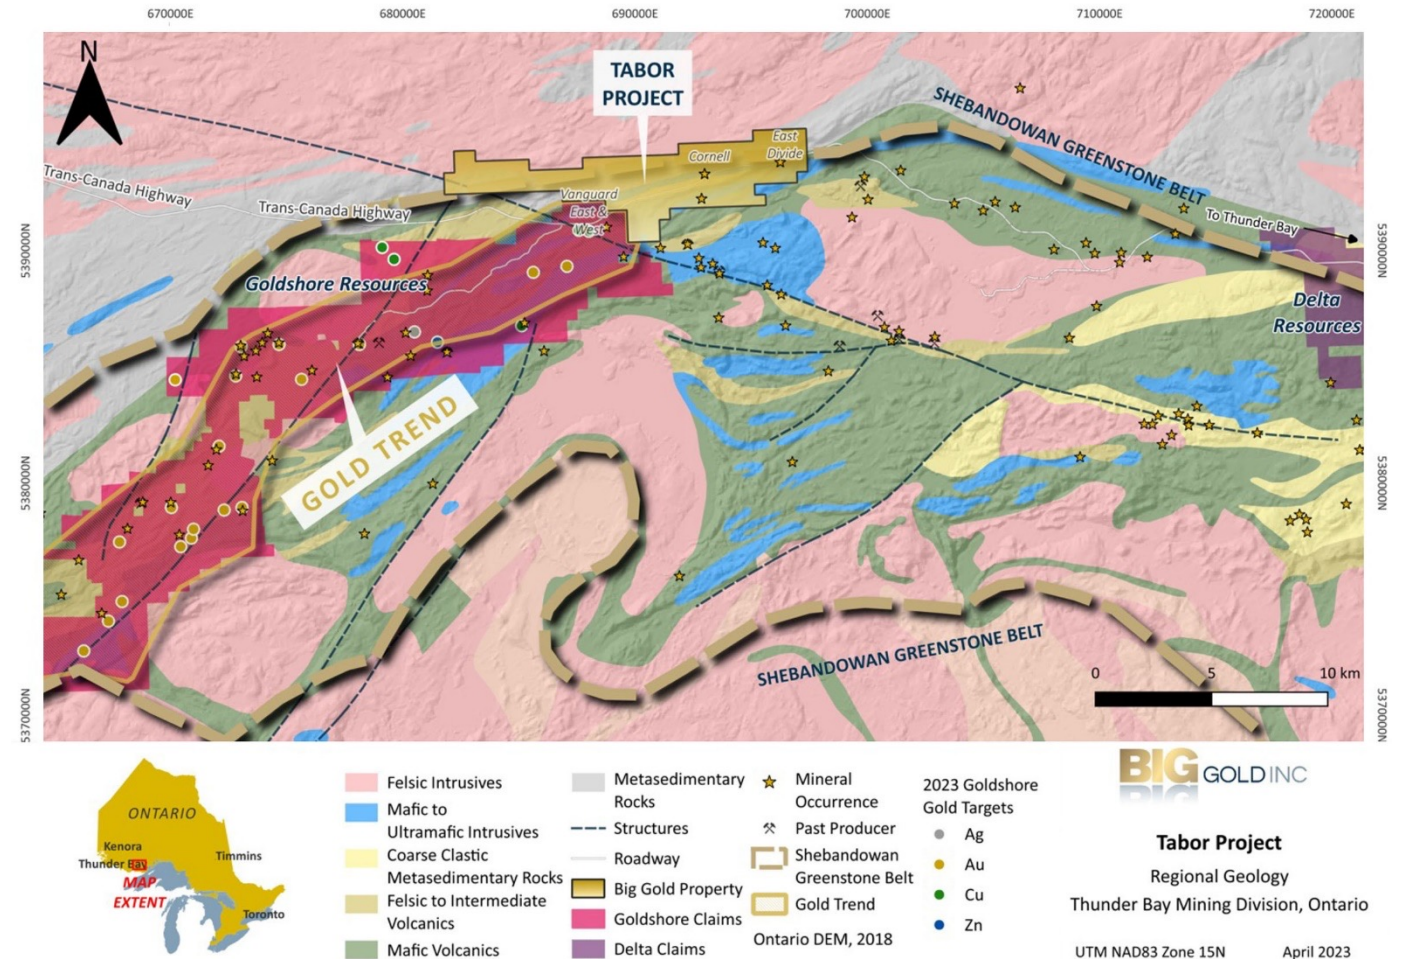 670000E
680000E
690000E
700000E
710000E
720000E
N
TABOR
PROJECT
SHEBANDOWAN GREENSTONE BELT
East
Divide
Cornell
Trans-Canada Highway
Trans-Canada Highway
Vanguard
East &
West
To Thunder Bay
5390000N
5390000N
Goldshore Resources
Delta
Resources
GOLD TREND
5380000N
5380000N
SHEBANDOWAN GREENSTONE BELT
0
5
10 km
5370000N
5370000N
ONTARIO
Kenora
Thunder Bay
Timmins
MAP
EXTENT
Toronto
Felsic Intrusives
Mafic to
Ultramafic Intrusives
Coarse Clastic
Metasedimentary Rocks
Felsic to Intermediate
Volcanics
Mafic Volcanics
Metasedimentary
Rocks
Structures
Roadway
Big Gold Property
Goldshore Claims
Delta Claims
Mineral
Occurrence
Past Producer
Shebandowan
Greenstone Belt
Gold Trend
Ontario DEM, 2018
2023 Goldshore
Gold Targets
Ag
Au
Cu
Zn
BIG GOLD INC
Tabor Project
Regional Geology
Thunder Bay Mining Division, Ontario
UTM NAD83 Zone 15N
April 2023